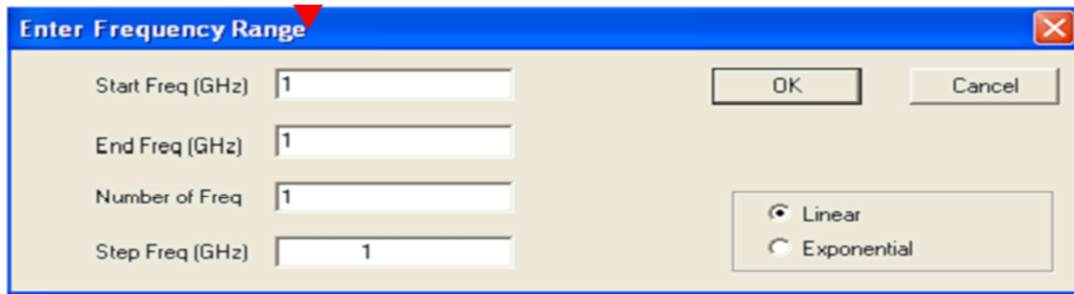 Enter Frequency Range
Start Freq (GHz) 1 OK Cancel
End Freq (GHz) 1
Number of Freq 1
Linear
Step Freq (GHz) 1
Exponential